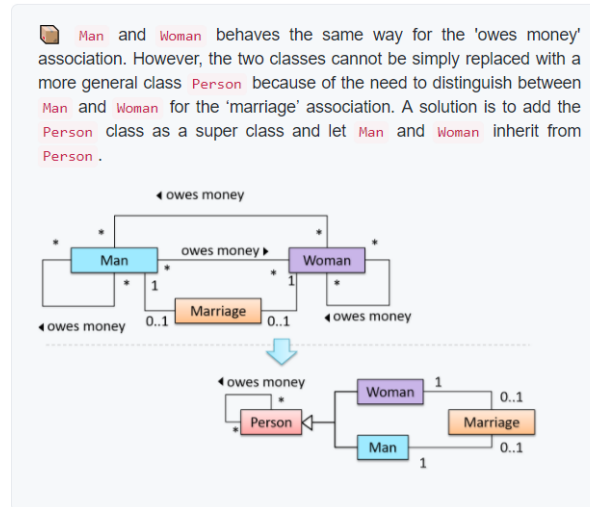 Man and Woman behaves the same way for the 'owes money'
association. However, the two classes cannot be simply replaced with a
more general class Person because of the need to distinguish between
Man and Woman for the ‘marriage’ association. A solution is to add the
Person class as a super class and let Man and Woman inherit from
Person .
◀ owes money
* * * *
Man owes money ▶ Woman
* *
* 1 1 *
Marriage
◀ owes money 0..1 0..1 ◀ owes money
◀ owes money
*
* Person
Woman 1
0..1
Marriage
Man 0..1
1